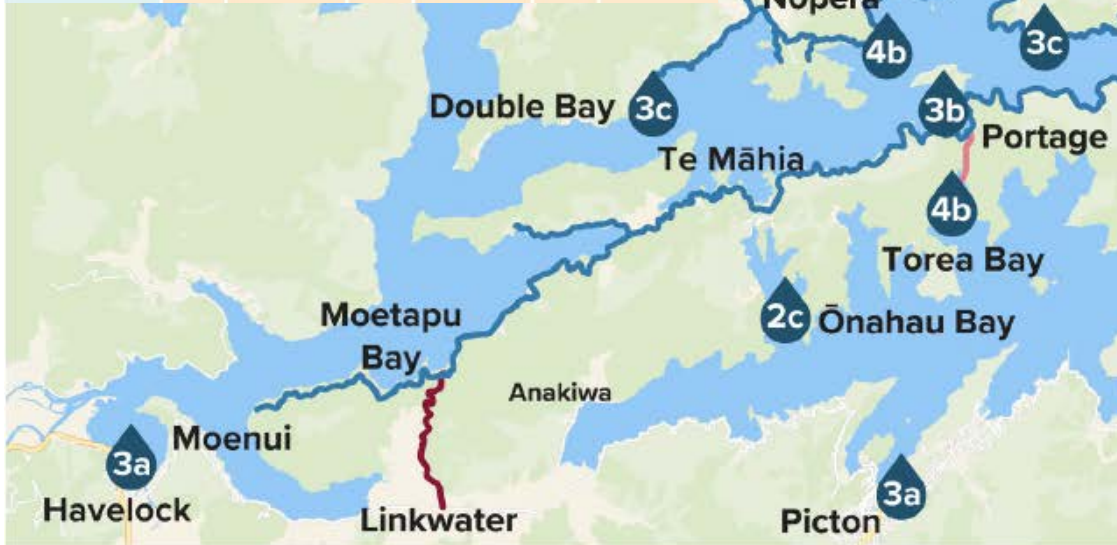 Nopera
4b
3c
Double Bay
3c
3b
Portage
Te Māhia
4b
Torea Bay
Moetapu
Bay
2c
Ōnahau Bay
Anakiwa
Moenui
3a
Havelock
Linkwater
3a
Picton